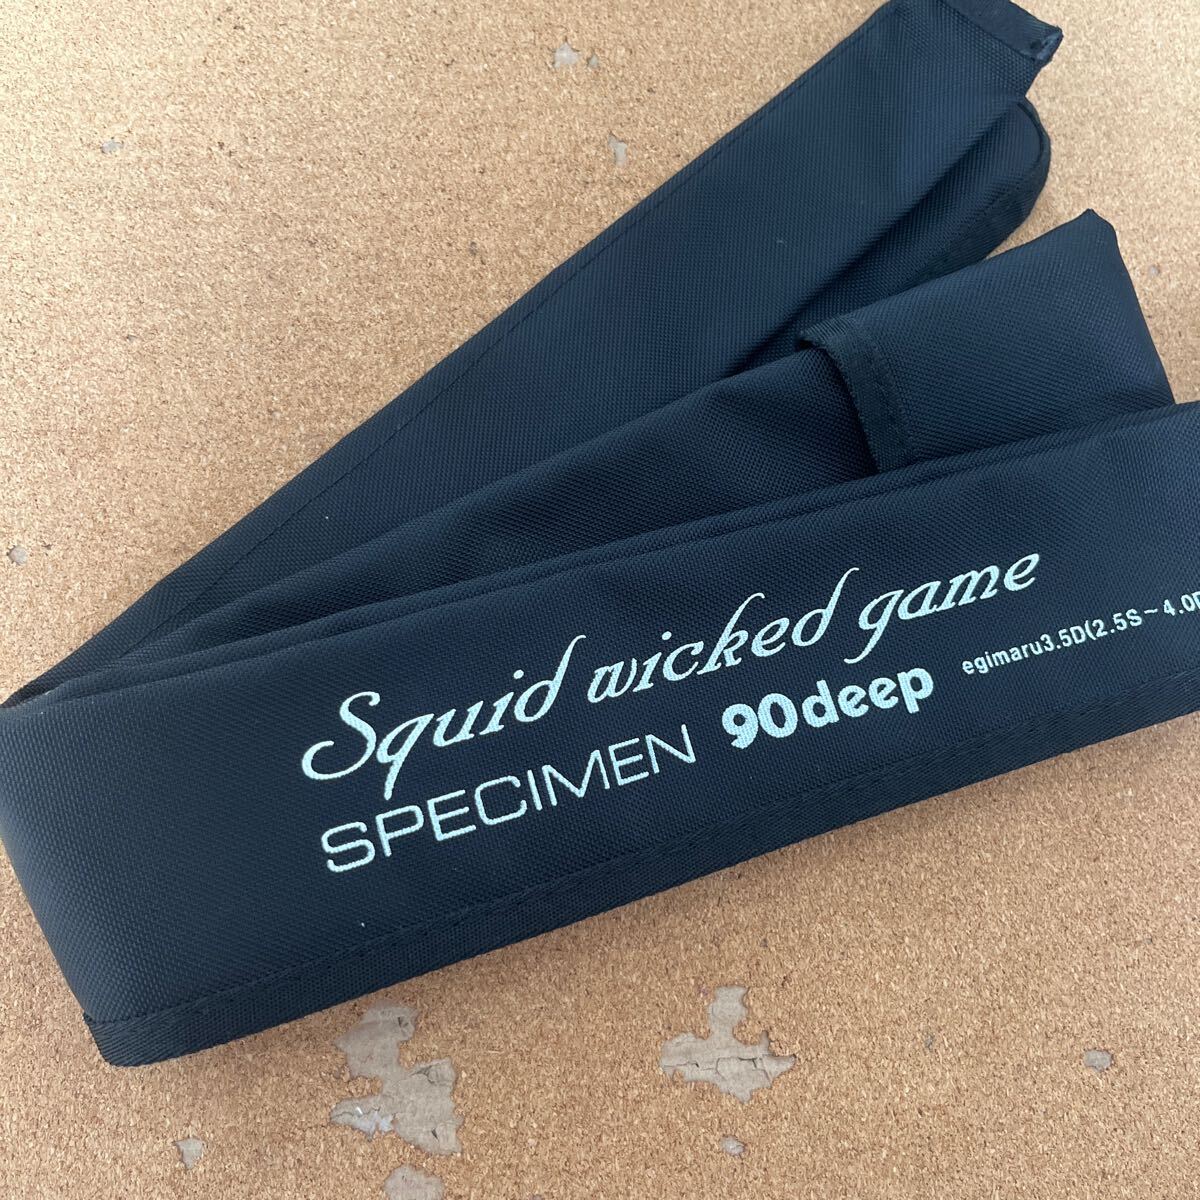 Squid wicked game
SPECIMEN 90deep egimaru3.5D(2.5S~4.0D